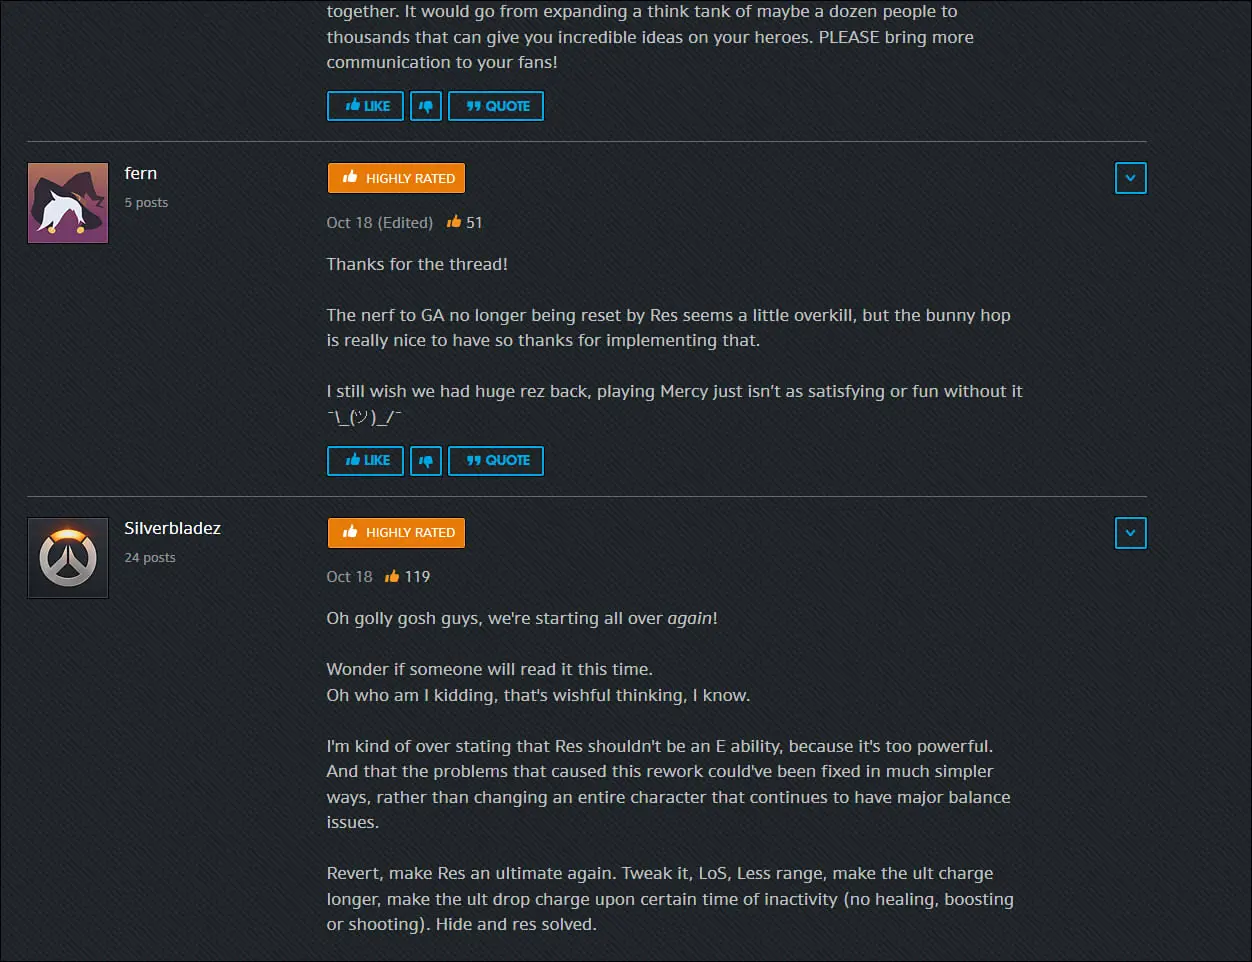 together. It would go from expanding a think tank of maybe a dozen people to
thousands that can give you incredible ideas on your heroes. PLEASE bring more
communication to your fans!
LIKE
QUOTE
fern
5 posts
HIGHLY RATED
Oct 18 (Edited) 51
Thanks for the thread!
The nerf to GA no longer being reset by Res seems a little overkill, but the bunny hop
is really nice to have so thanks for implementing that.
I still wish we had huge rez back, playing Mercy just isn’t as satisfying or fun without it
¯\_(ツ)_/¯
LIKE
QUOTE
Silverbladez
24 posts
HIGHLY RATED
Oct 18 119
Oh golly gosh guys, we're starting all over again!
Wonder if someone will read it this time.
Oh who am I kidding, that's wishful thinking, I know.
I'm kind of over stating that Res shouldn't be an E ability, because it's too powerful.
And that the problems that caused this rework could've been fixed in much simpler
ways, rather than changing an entire character that continues to have major balance
issues.
Revert, make Res an ultimate again. Tweak it, LoS, Less range, make the ult charge
longer, make the ult drop charge upon certain time of inactivity (no healing, boosting
or shooting). Hide and res solved.